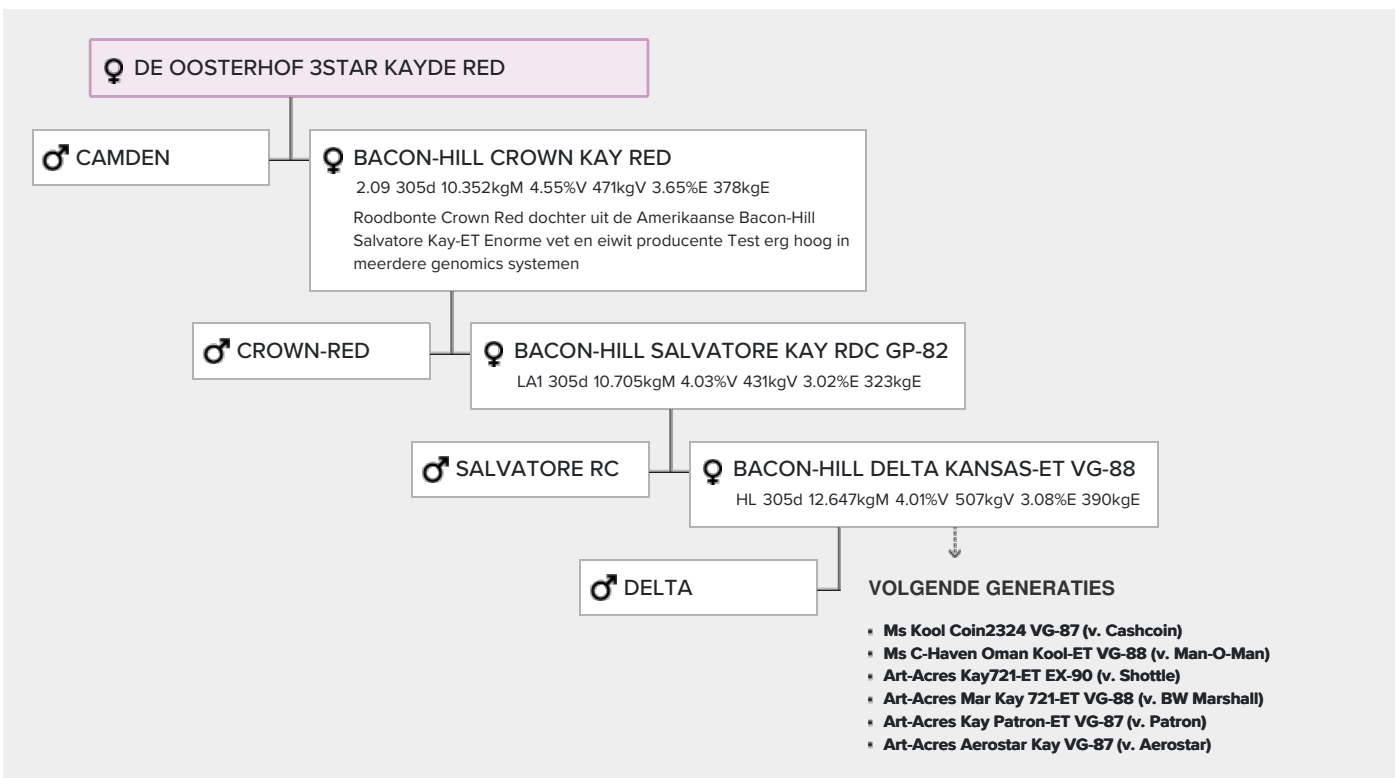 DE OOSTERHOF 3STAR KAYDE RED
CAMDEN
BACON-HILL CROWN KAY RED
2.09 305d 10.352kgM 4.55%V 471kgV 3.65%E 378kgE
Roodbonte Crown Red dochter uit de Amerikaanse Bacon-Hill
Salvatore Kay-ET Enorme vet en eiwit producente Test erg hoog in
meerdere genomics systemen
CROWN-RED
BACON-HILL SALVATORE KAY RDC GP-82
LA1 305d 10.705kgM 4.03%V 431kgV 3.02%E 323kgE
SALVATORE RC
BACON-HILL DELTA KANSAS-ET VG-88
HL 305d 12.647kgM 4.01%V 507kgV 3.08%E 390kgE
DELTA
VOLGENDE GENERATIES
Ms Kool Coin2324 VG-87 (v. Cashcoin)
Ms C-Haven Oman Kool-ET VG-88 (v. Man-O-Man)
Art-Acres Kay721-ET EX-90 (v. Shottle)
Art-Acres Mar Kay 721-ET VG-88 (v. BW Marshall)
Art-Acres Kay Patron-ET VG-87 (v. Patron)
Art-Acres Aerostar Kay VG-87 (v. Aerostar)